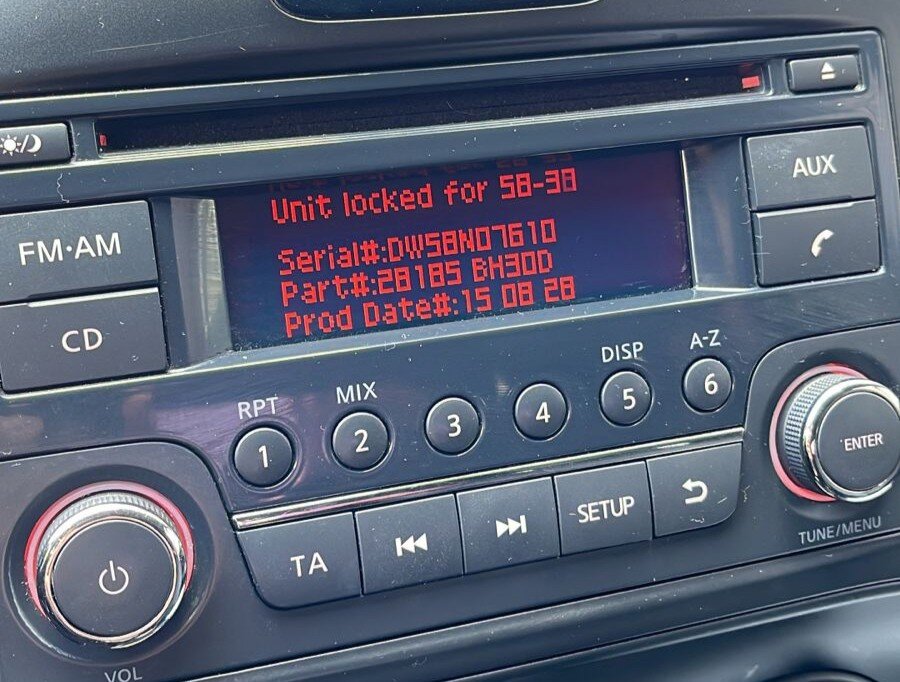 AUX
Unit locked for 58-38
FM·AM
Serial#:DW58N07610
Part#:28185 BH30D
Prod Date#:15 08 28
CD
DISP
A-Z
RPT
MIX
1
2
3
4
5
6
ENTER
TA
SETUP
TUNE/MENU
VOL